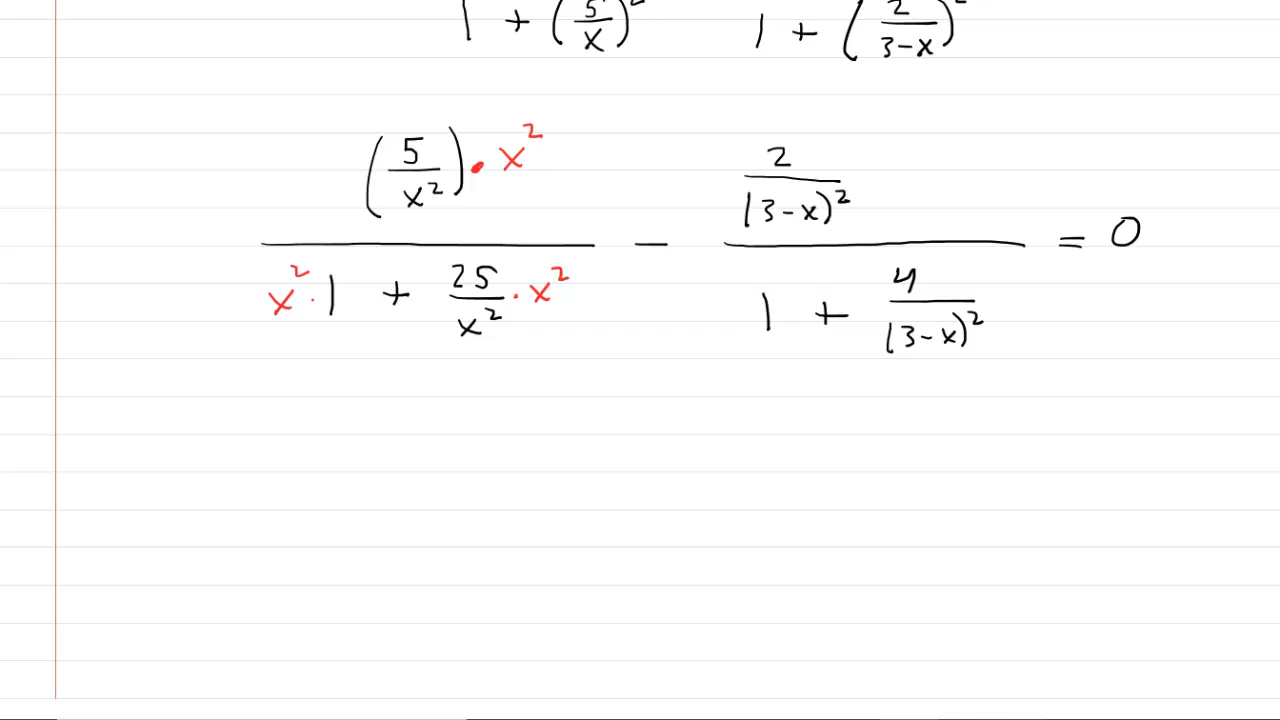 1 + (5/x)² 1 + (2/(3-x))²
(5/x²) · x² 2/(3-x)²
— = 0
x² · 1 + 25/x² · x² 1 + 4/(3-x)²